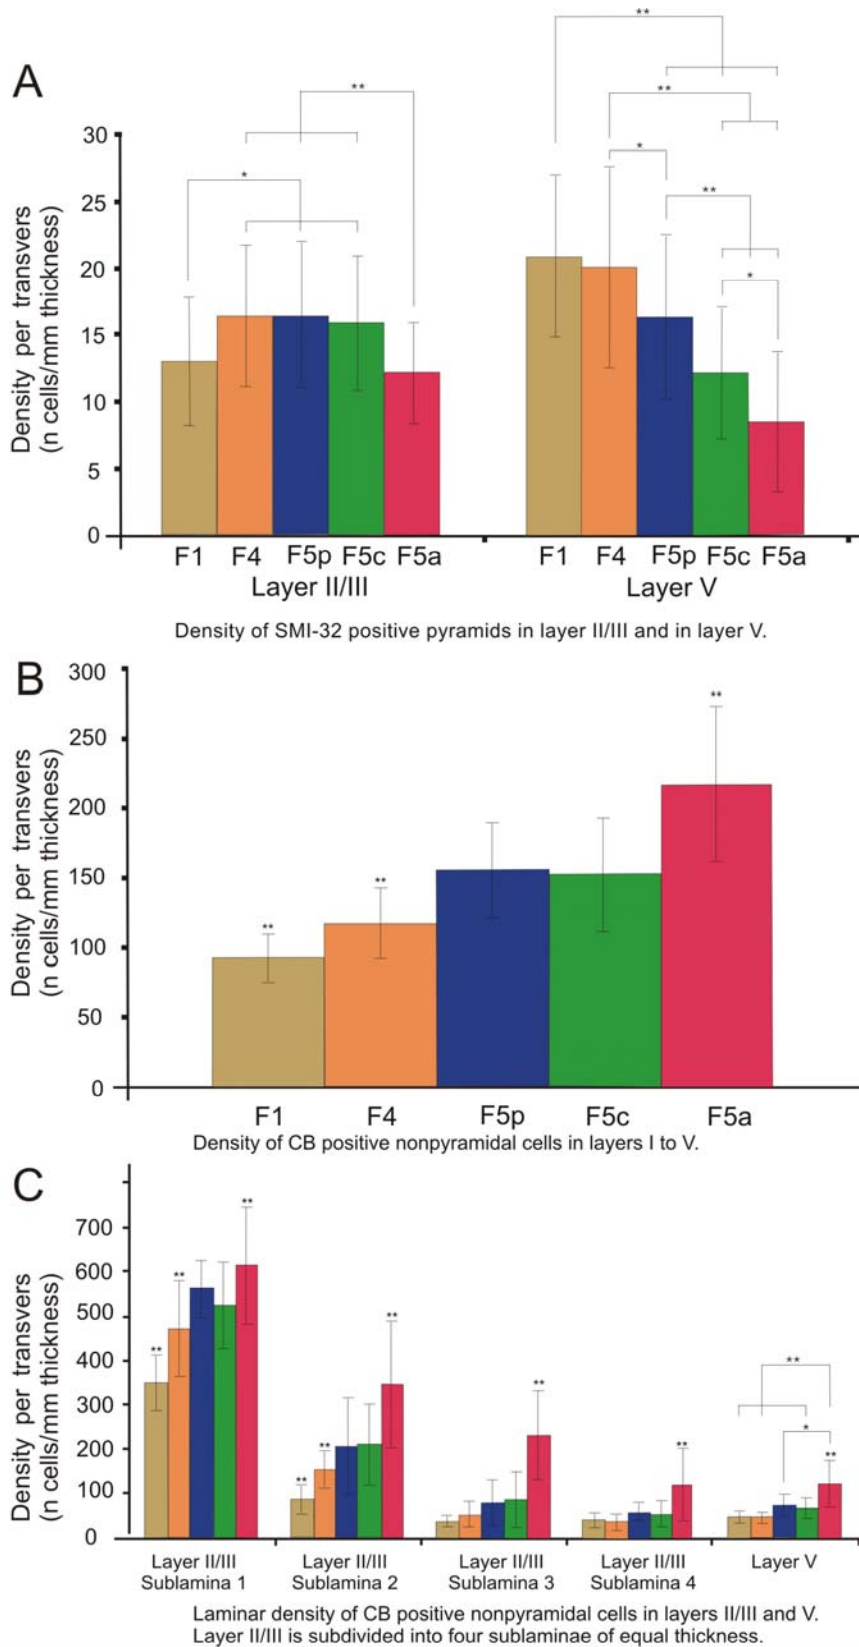 A
** 
**
**
*
*
**
*
Density per transvers
(n cells/mm thickness)
30
25
20
15
10
5
0
F1 F4 F5p F5c F5a F1 F4 F5p F5c F5a
Layer II/III Layer V
Density of SMI-32 positive pyramids in layer II/III and in layer V.
B
Density per transvers
(n cells/mm thickness)
300
250
200
150
100
50
0
**
**
**
F1 F4 F5p F5c F5a
Density of CB positive nonpyramidal cells in layers I to V.
C
Density per transvers
(n cells/mm thickness)
700
600
500
400
300
200
100
0
** ** **
** ** **
**
**
**
*
**
Layer II/III Layer II/III Layer II/III Layer II/III Layer V
Sublamina 1 Sublamina 2 Sublamina 3 Sublamina 4
Laminar density of CB positive nonpyramidal cells in layers II/III and V.
Layer II/III is subdivided into four sublaminae of equal thickness.